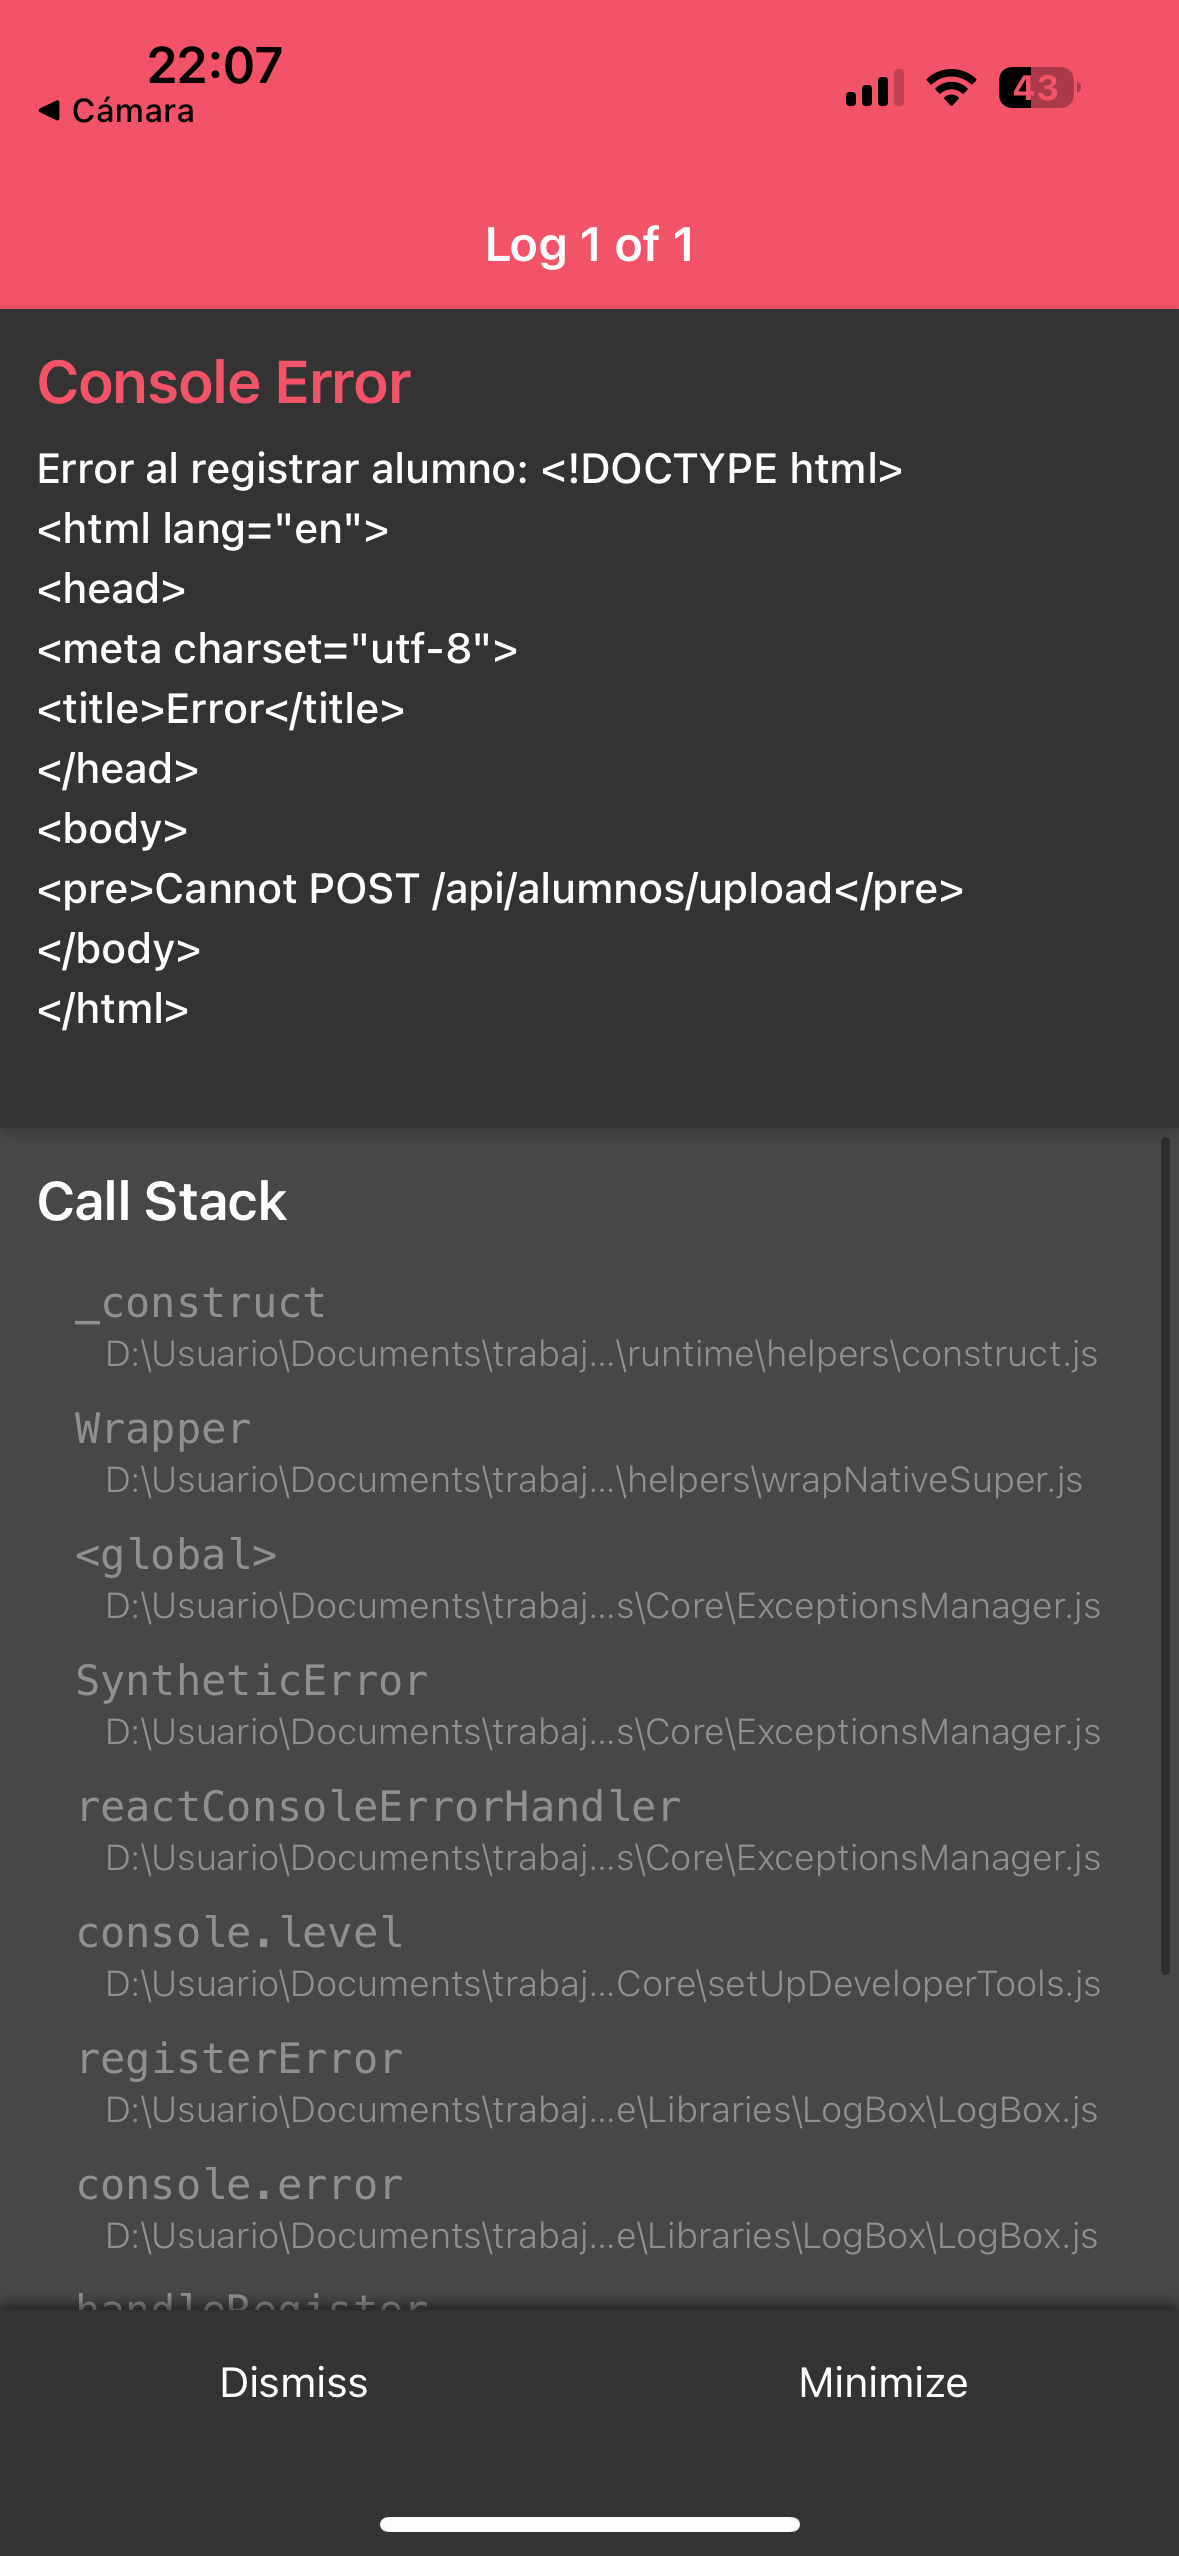 22:07
◀ Cámara
43
Log 1 of 1
Console Error
Error al registrar alumno: <!DOCTYPE html>
<html lang="en">
<head>
<meta charset="utf-8">
<title>Error</title>
</head>
<body>
<pre>Cannot POST /api/alumnos/upload</pre>
</body>
</html>
Call Stack
_construct
D:\Usuario\Documents\trabaj...\runtime\helpers\construct.js
Wrapper
D:\Usuario\Documents\trabaj...\helpers\wrapNativeSuper.js
<global>
D:\Usuario\Documents\trabaj...s\Core\ExceptionsManager.js
SyntheticError
D:\Usuario\Documents\trabaj...s\Core\ExceptionsManager.js
reactConsoleErrorHandler
D:\Usuario\Documents\trabaj...s\Core\ExceptionsManager.js
console.level
D:\Usuario\Documents\trabaj...Core\setUpDeveloperTools.js
registerError
D:\Usuario\Documents\trabaj...e\Libraries\LogBox\LogBox.js
console.error
D:\Usuario\Documents\trabaj...e\Libraries\LogBox\LogBox.js
handleRegister
Dismiss
Minimize